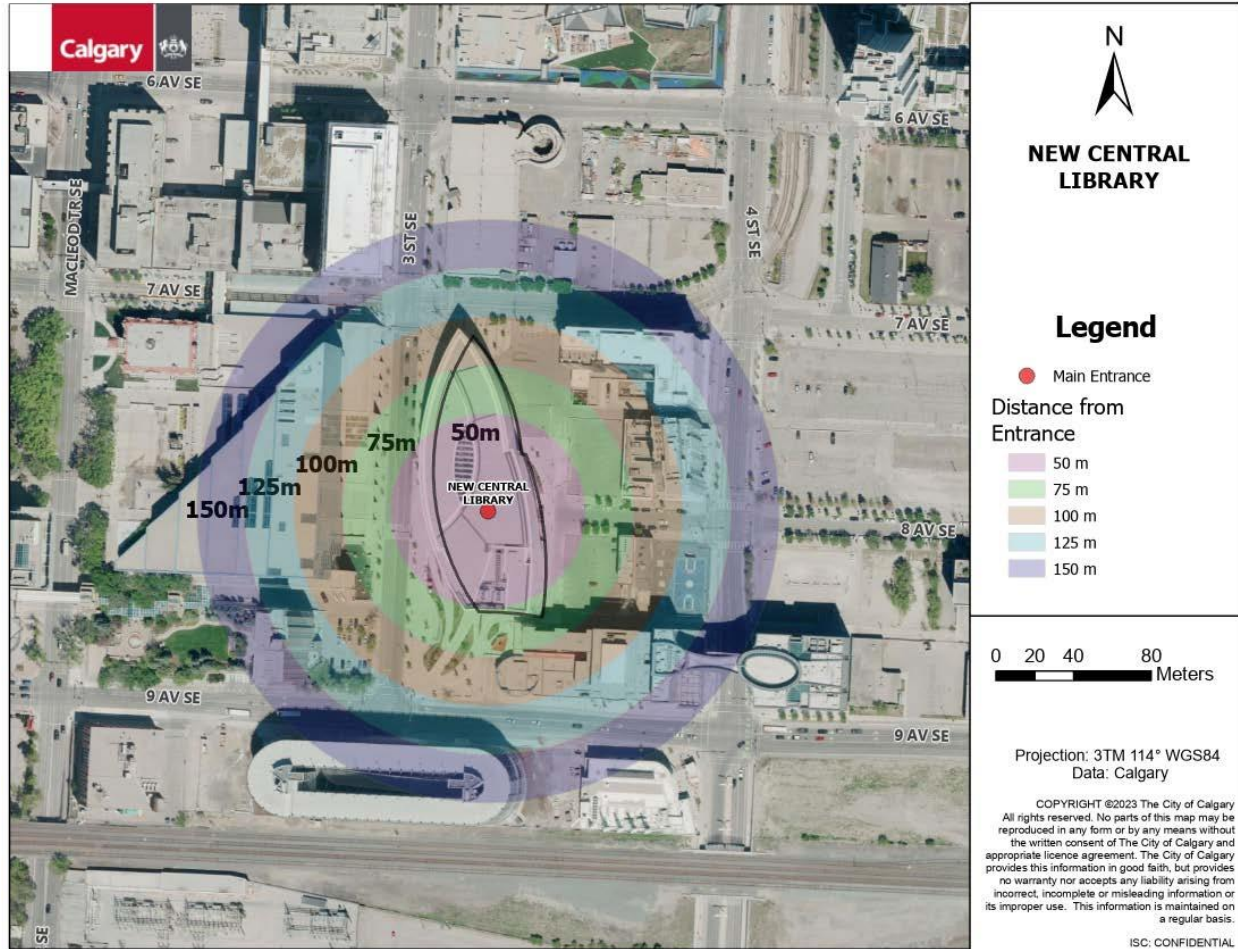 Calgary
6 AV SE
6 AV SE
MACLEOD TR SE
3 ST SE
4 ST SE
7 AV SE
7 AV SE
50m
75m
100m
125m
150m
NEW CENTRAL
LIBRARY
8 AV SE
9 AV SE
9 AV SE
SE
N
NEW CENTRAL
LIBRARY
Legend
Main Entrance
Distance from
Entrance
50 m
75 m
100 m
125 m
150 m
0 20 40 80
Meters
Projection: 3TM 114° WGS84
Data: Calgary
COPYRIGHT ©2023 The City of Calgary
All rights reserved. No parts of this map may be
reproduced in any form or by any means without
the written consent of The City of Calgary and
appropriate licence agreement. The City of Calgary
provides this information in good faith, but provides
no warranty nor accepts any liability arising from
incorrect, incomplete or misleading information or
its improper use. This information is maintained on
a regular basis.
ISC: CONFIDENTIAL